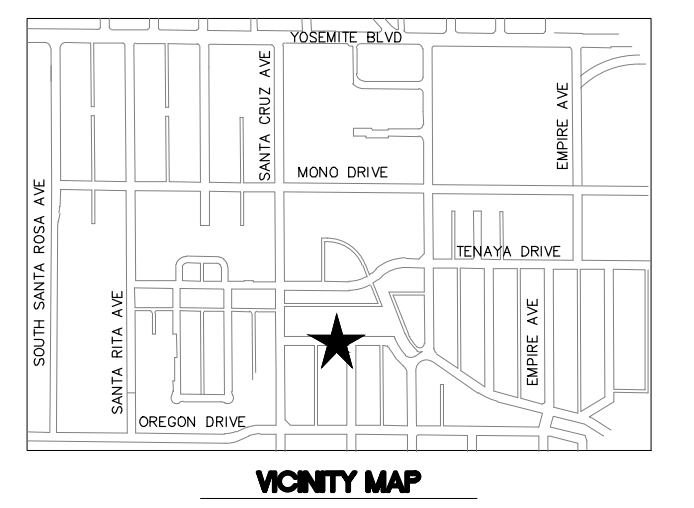 YOSEMITE BLVD
SANTA CRUZ AVE
EMPIRE AVE
MONO DRIVE
SOUTH SANTA ROSA AVE
TENAYA DRIVE
SANTA RITA AVE
EMPIRE AVE
OREGON DRIVE
VICINITY MAP